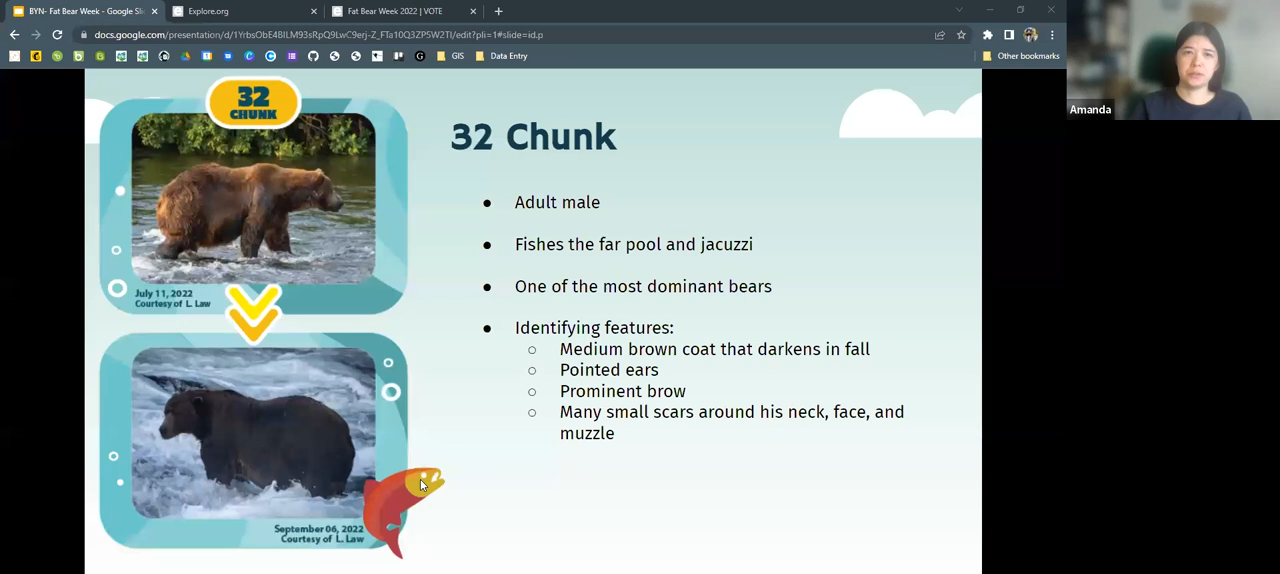 BYN- Fat Bear Week - Google Sli
Explore.org
Fat Bear Week 2022 | VOTE
docs.google.com/presentation/d/1YrbsObE4BILM93sRpQ9LwC9erj-Z_FTa10Q3ZP5W2TI/edit?pli=1#slide=id.p
GIS
Data Entry
Other bookmarks
Amanda
32
CHUNK
July 11, 2022
Courtesy of L. Law
September 06, 2022
Courtesy of L. Law
32 Chunk
● Adult male
● Fishes the far pool and jacuzzi
● One of the most dominant bears
● Identifying features:
○ Medium brown coat that darkens in fall
○ Pointed ears
○ Prominent brow
○ Many small scars around his neck, face, and
muzzle